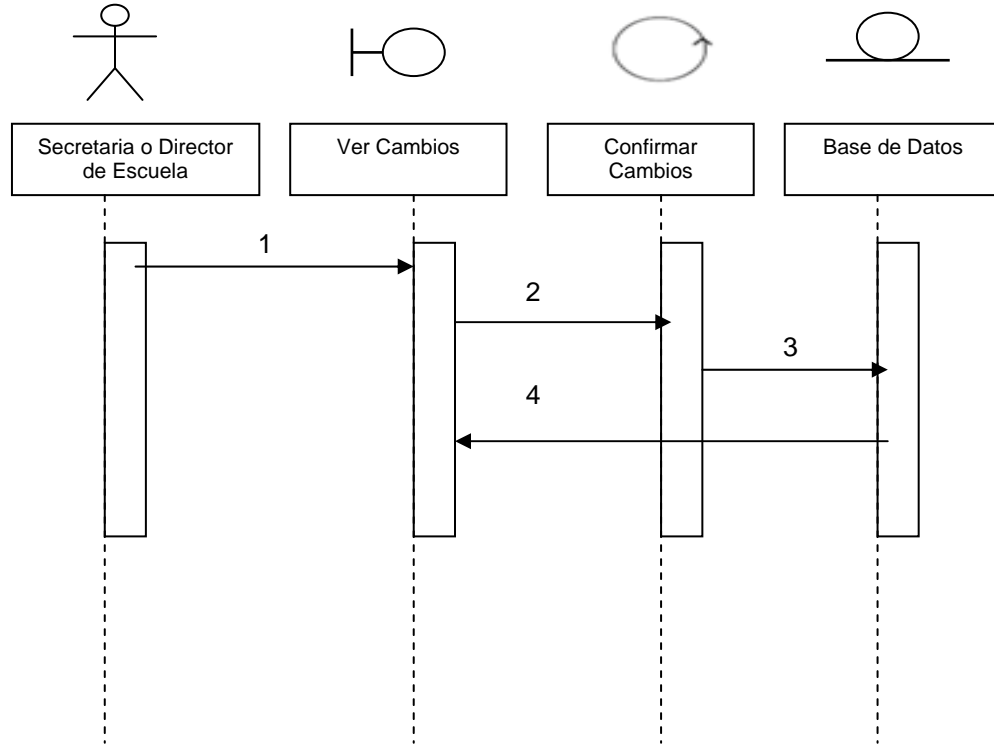 Secretaria o Director
de Escuela
Ver Cambios
Confirmar
Cambios
Base de Datos
1
2
3
4